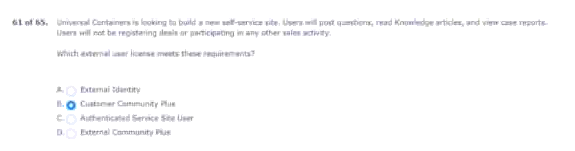 61 of 65. Universal Containers is looking to build a new self-service site. Users will post questions, read Knowledge articles, and view case reports.
Users will not be registering deals or participating in any other sales activity.
Which external user license meets these requirements?
A. External Identity
B. Customer Community Plus
C. Authenticated Service Site User
D. External Community Plus